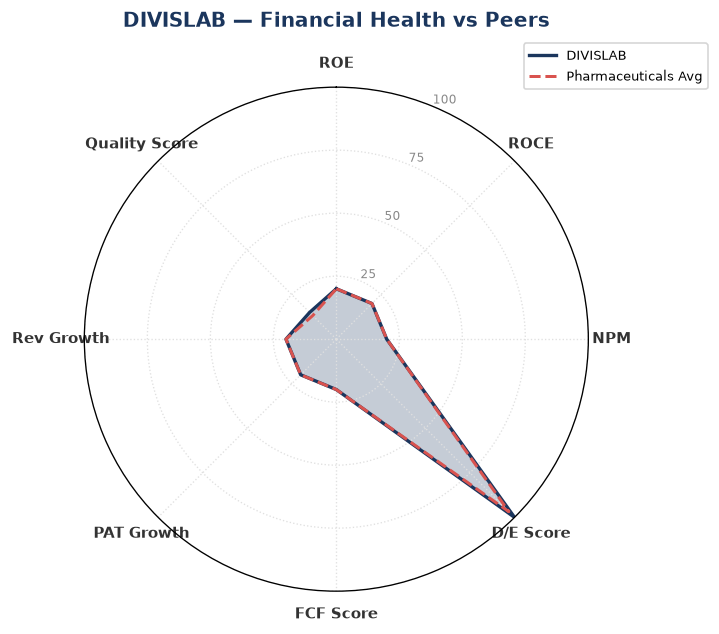 DIVISLAB — Financial Health vs Peers
DIVISLAB
Pharmaceuticals Avg
ROE
100
ROCE
Quality Score
75
50
25
Rev Growth
NPM
PAT Growth
D/E Score
FCF Score